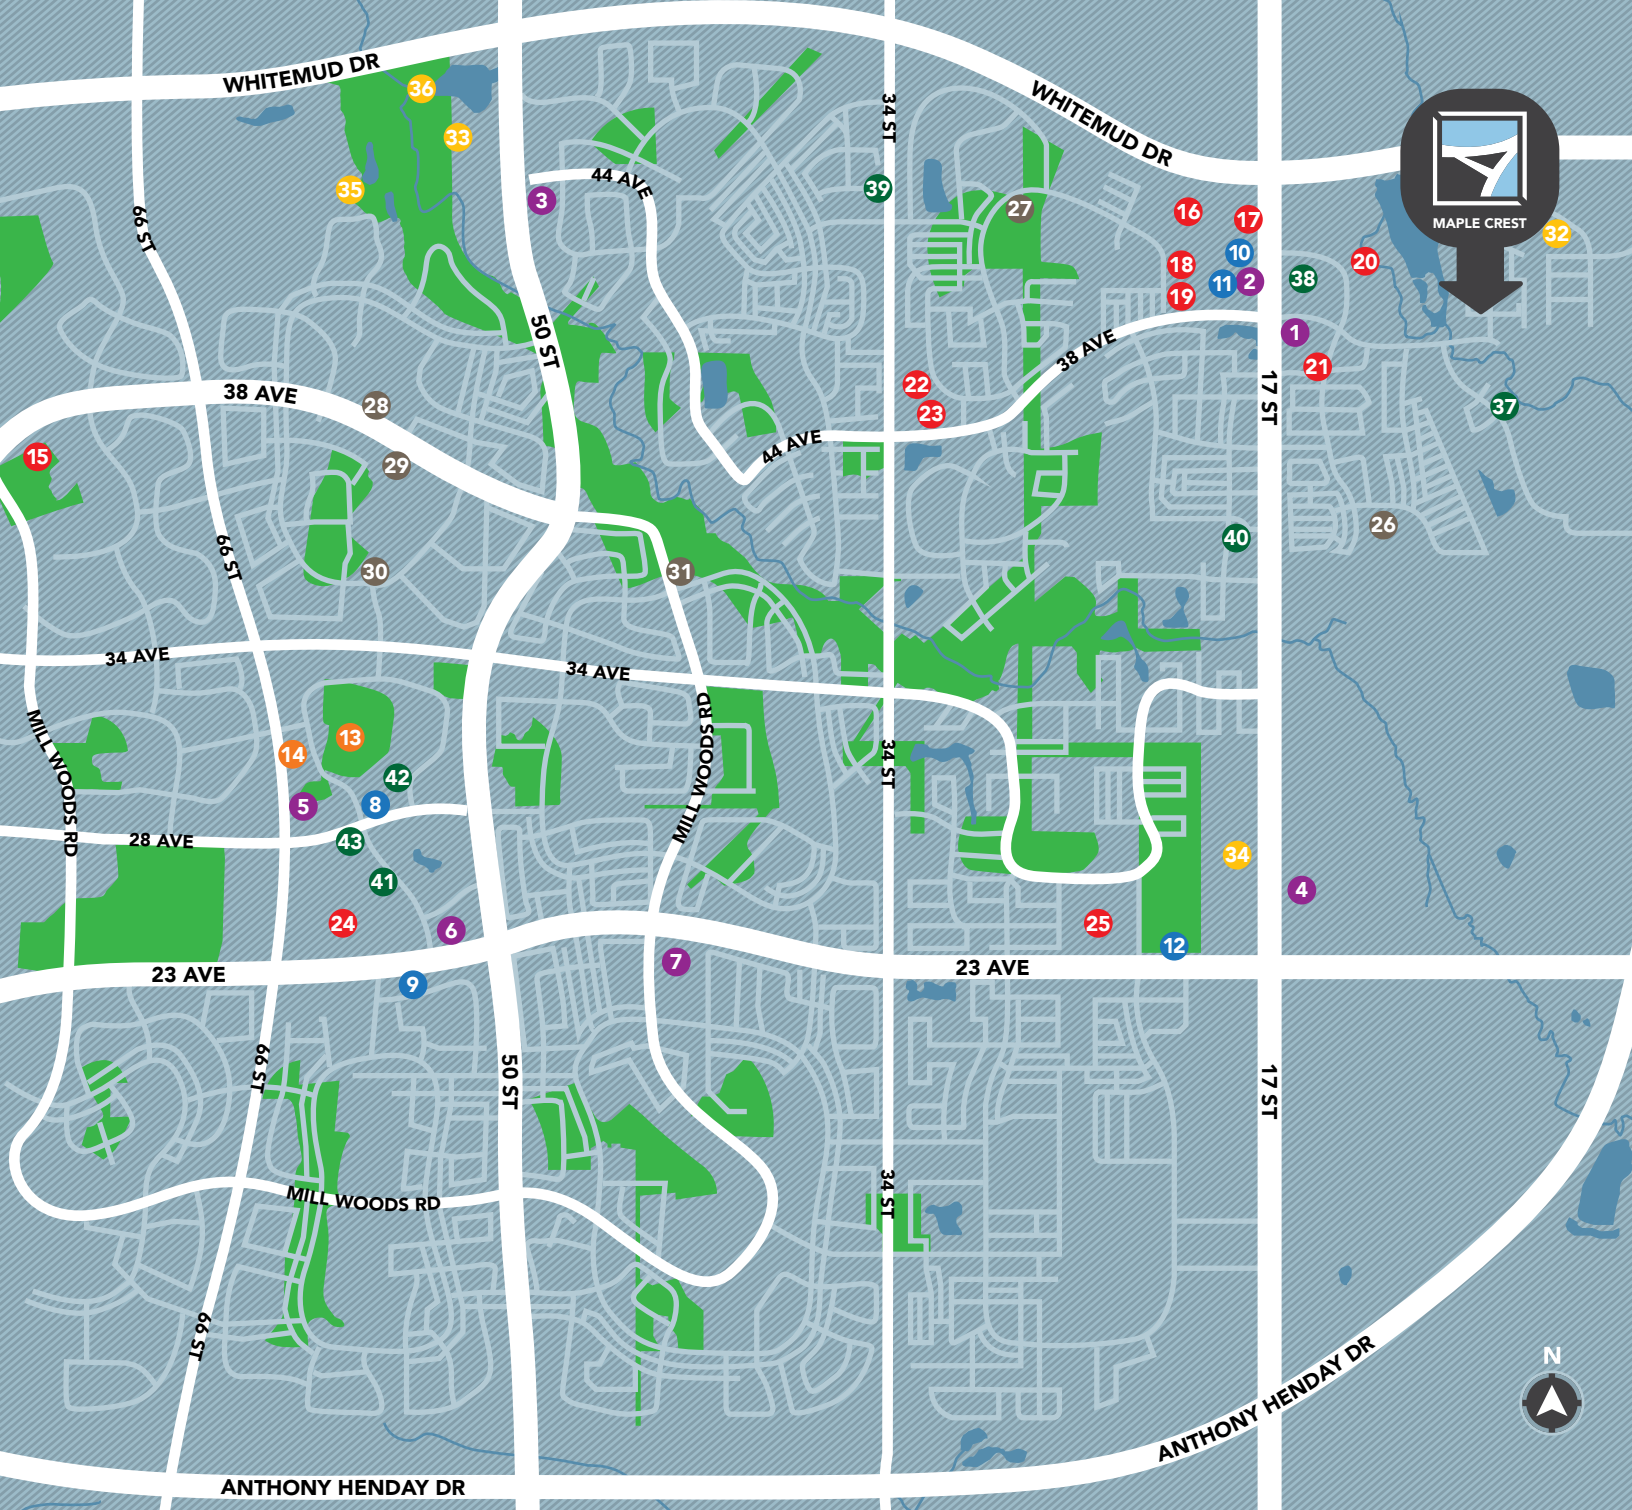 WHITEMUD DR
36
33
35
66 ST
3
44 AVE
34 ST
39
27
WHITEMUD DR
16
17
10
18
11
2
19
38
20
MAPLE CREST
32
1
21
37
50 ST
38 AVE
38 AVE
28
29
15
22
23
44 AVE
17 ST
26
40
66 ST
30
31
34 AVE
34 AVE
MILL WOODS RD
14
13
42
5
8
43
28 AVE
41
24
6
MILL WOODS RD
34 ST
34
4
25
12
7
9
23 AVE
23 AVE
66 ST
50 ST
17 ST
MILL WOODS RD
34 ST
66 ST
ANTHONY HENDAY DR
ANTHONY HENDAY DR
N